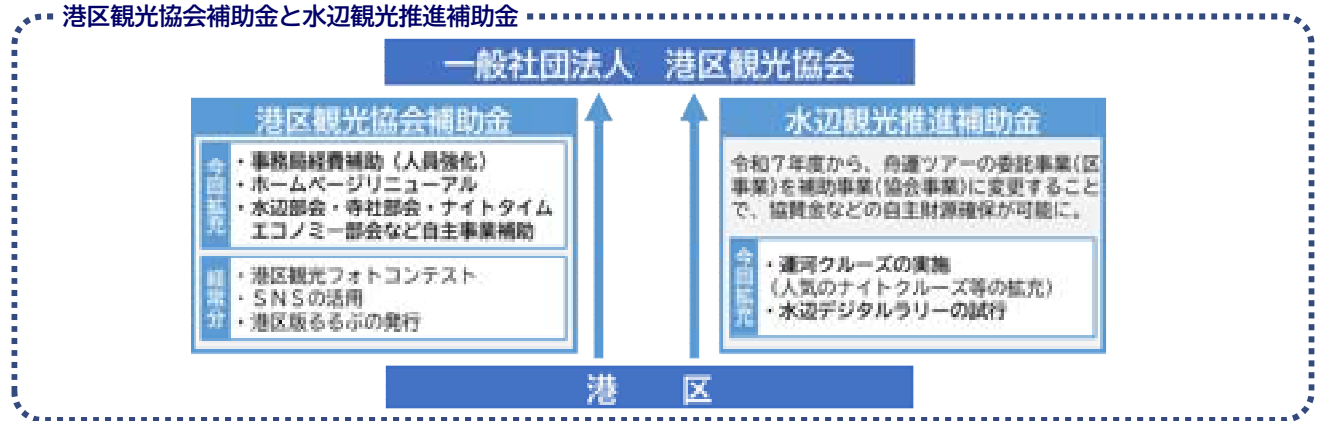 港区観光協会補助金と水辺観光推進補助金
一般社団法人 港区観光協会
港区観光協会補助金
今回拡充
・事務局経費補助（人員強化）
・ホームページリニューアル
・水辺部会・寺社部会・ナイトタイム
エコノミー部会など自主事業補助
経常分
・港区観光フォトコンテスト
・ＳＮＳの活用
・港区版るるぶの発行
水辺観光推進補助金
令和７年度から、舟運ツアーの委託事業(区
事業)を補助事業(協会事業)に変更すること
で、協賛金などの自主財源確保が可能に。
今回拡充
・運河クルーズの実施
（人気のナイトクルーズ等の拡充）
・水辺デジタルラリーの試行
港 区